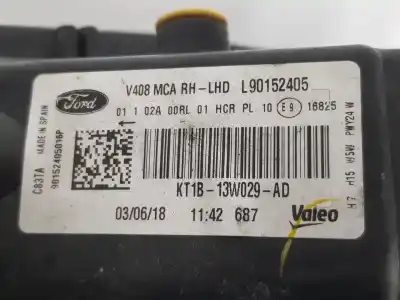 V408 MCA RH-LHD L90152405
Ford
01 1 02A 00RL 01 HCR PL 10 E9 16825
MADE IN SPAIN
C83TA
90152405016P
H7 H15 W5W PWY24W
KT1B-13W029-AD
03/06/18 11:42 687
Valeo